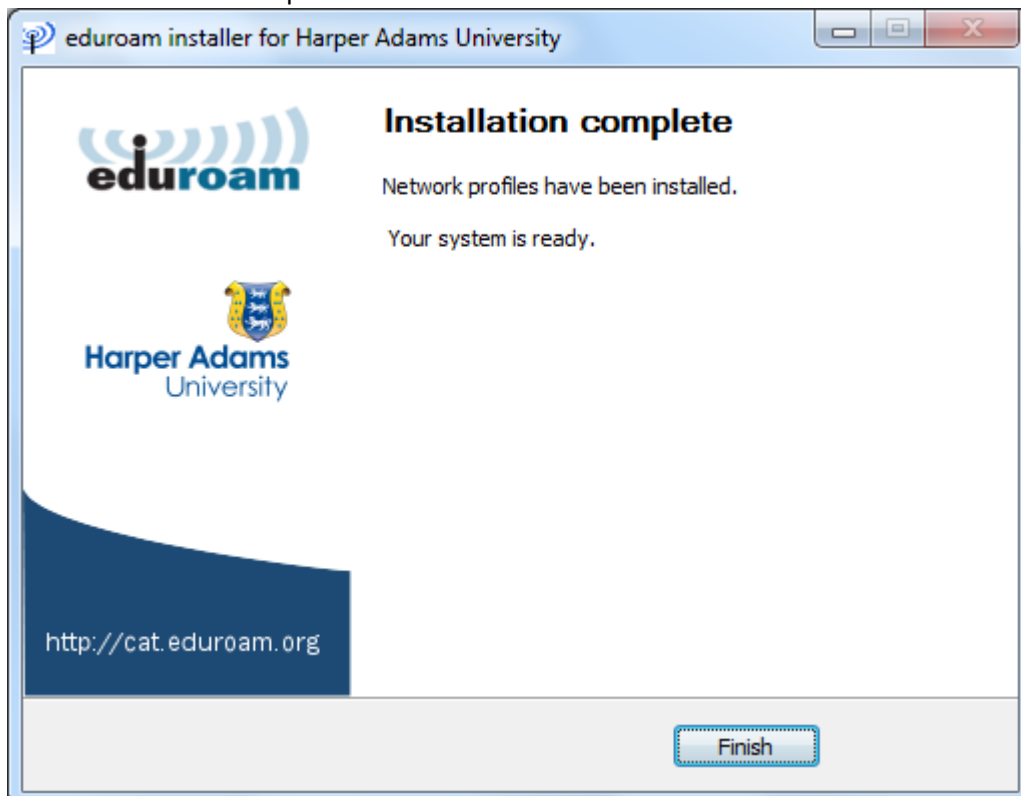 eduroam installer for Harper Adams University
eduroam
Installation complete
Network profiles have been installed.
Your system is ready.
Harper Adams
University
http://cat.eduroam.org
Finish